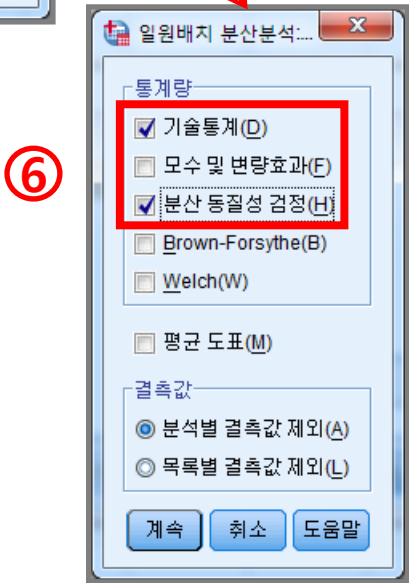 일원배치 분산분석:...
통계량
기술통계(D)
⑥
모수 및 변량효과(F)
분산 동질성 검정(H)
Brown-Forsythe(B)
Welch(W)
평균 도표(M)
결측값
분석별 결측값 제외(A)
목록별 결측값 제외(L)
계속 취소 도움말